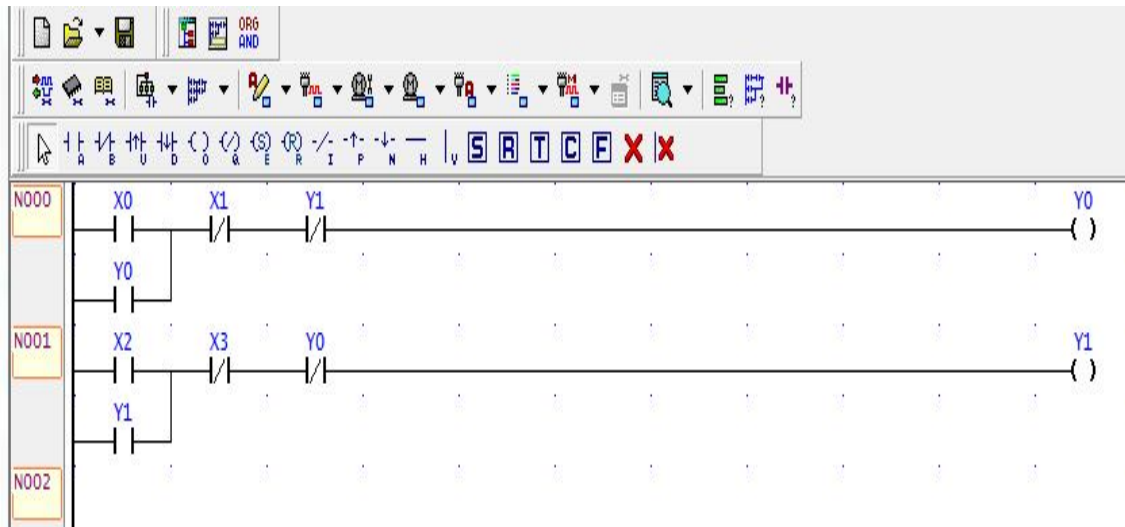 ORG
AND
A B U D O Q E R I P N H V S R T C F
N000 X0 X1 Y1 Y0
Y0
N001 X2 X3 Y0 Y1
Y1
N002